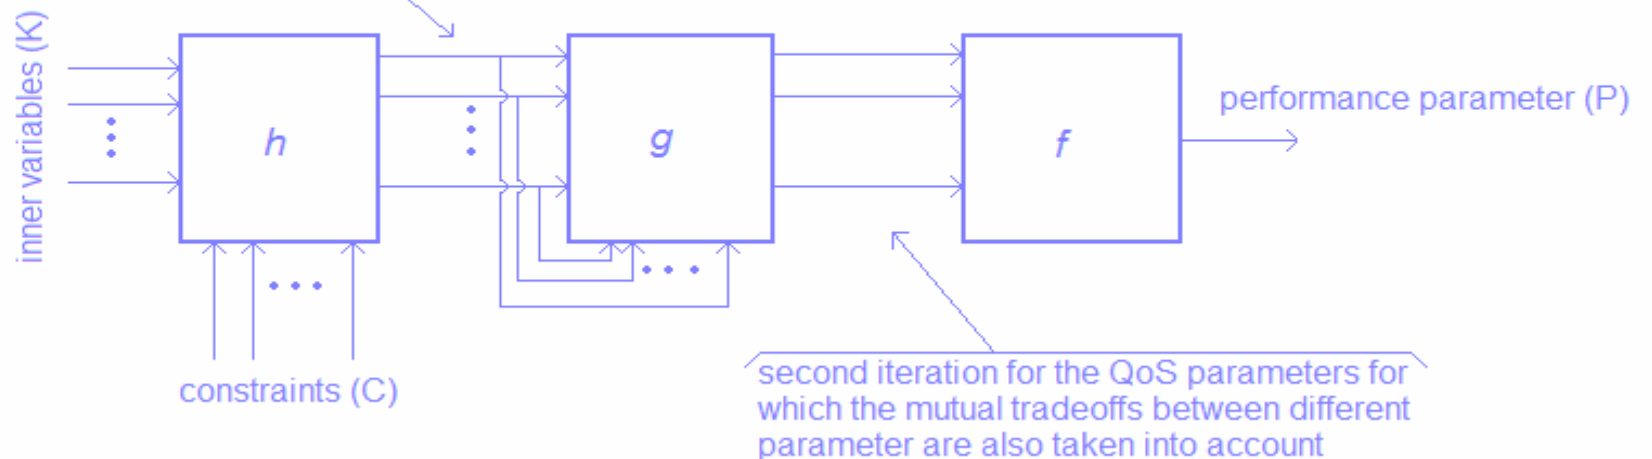 inner variables (K)
h
g
f
performance parameter (P)
constraints (C)
second iteration for the QoS parameters for
which the mutual tradeoffs between different
parameter are also taken into account